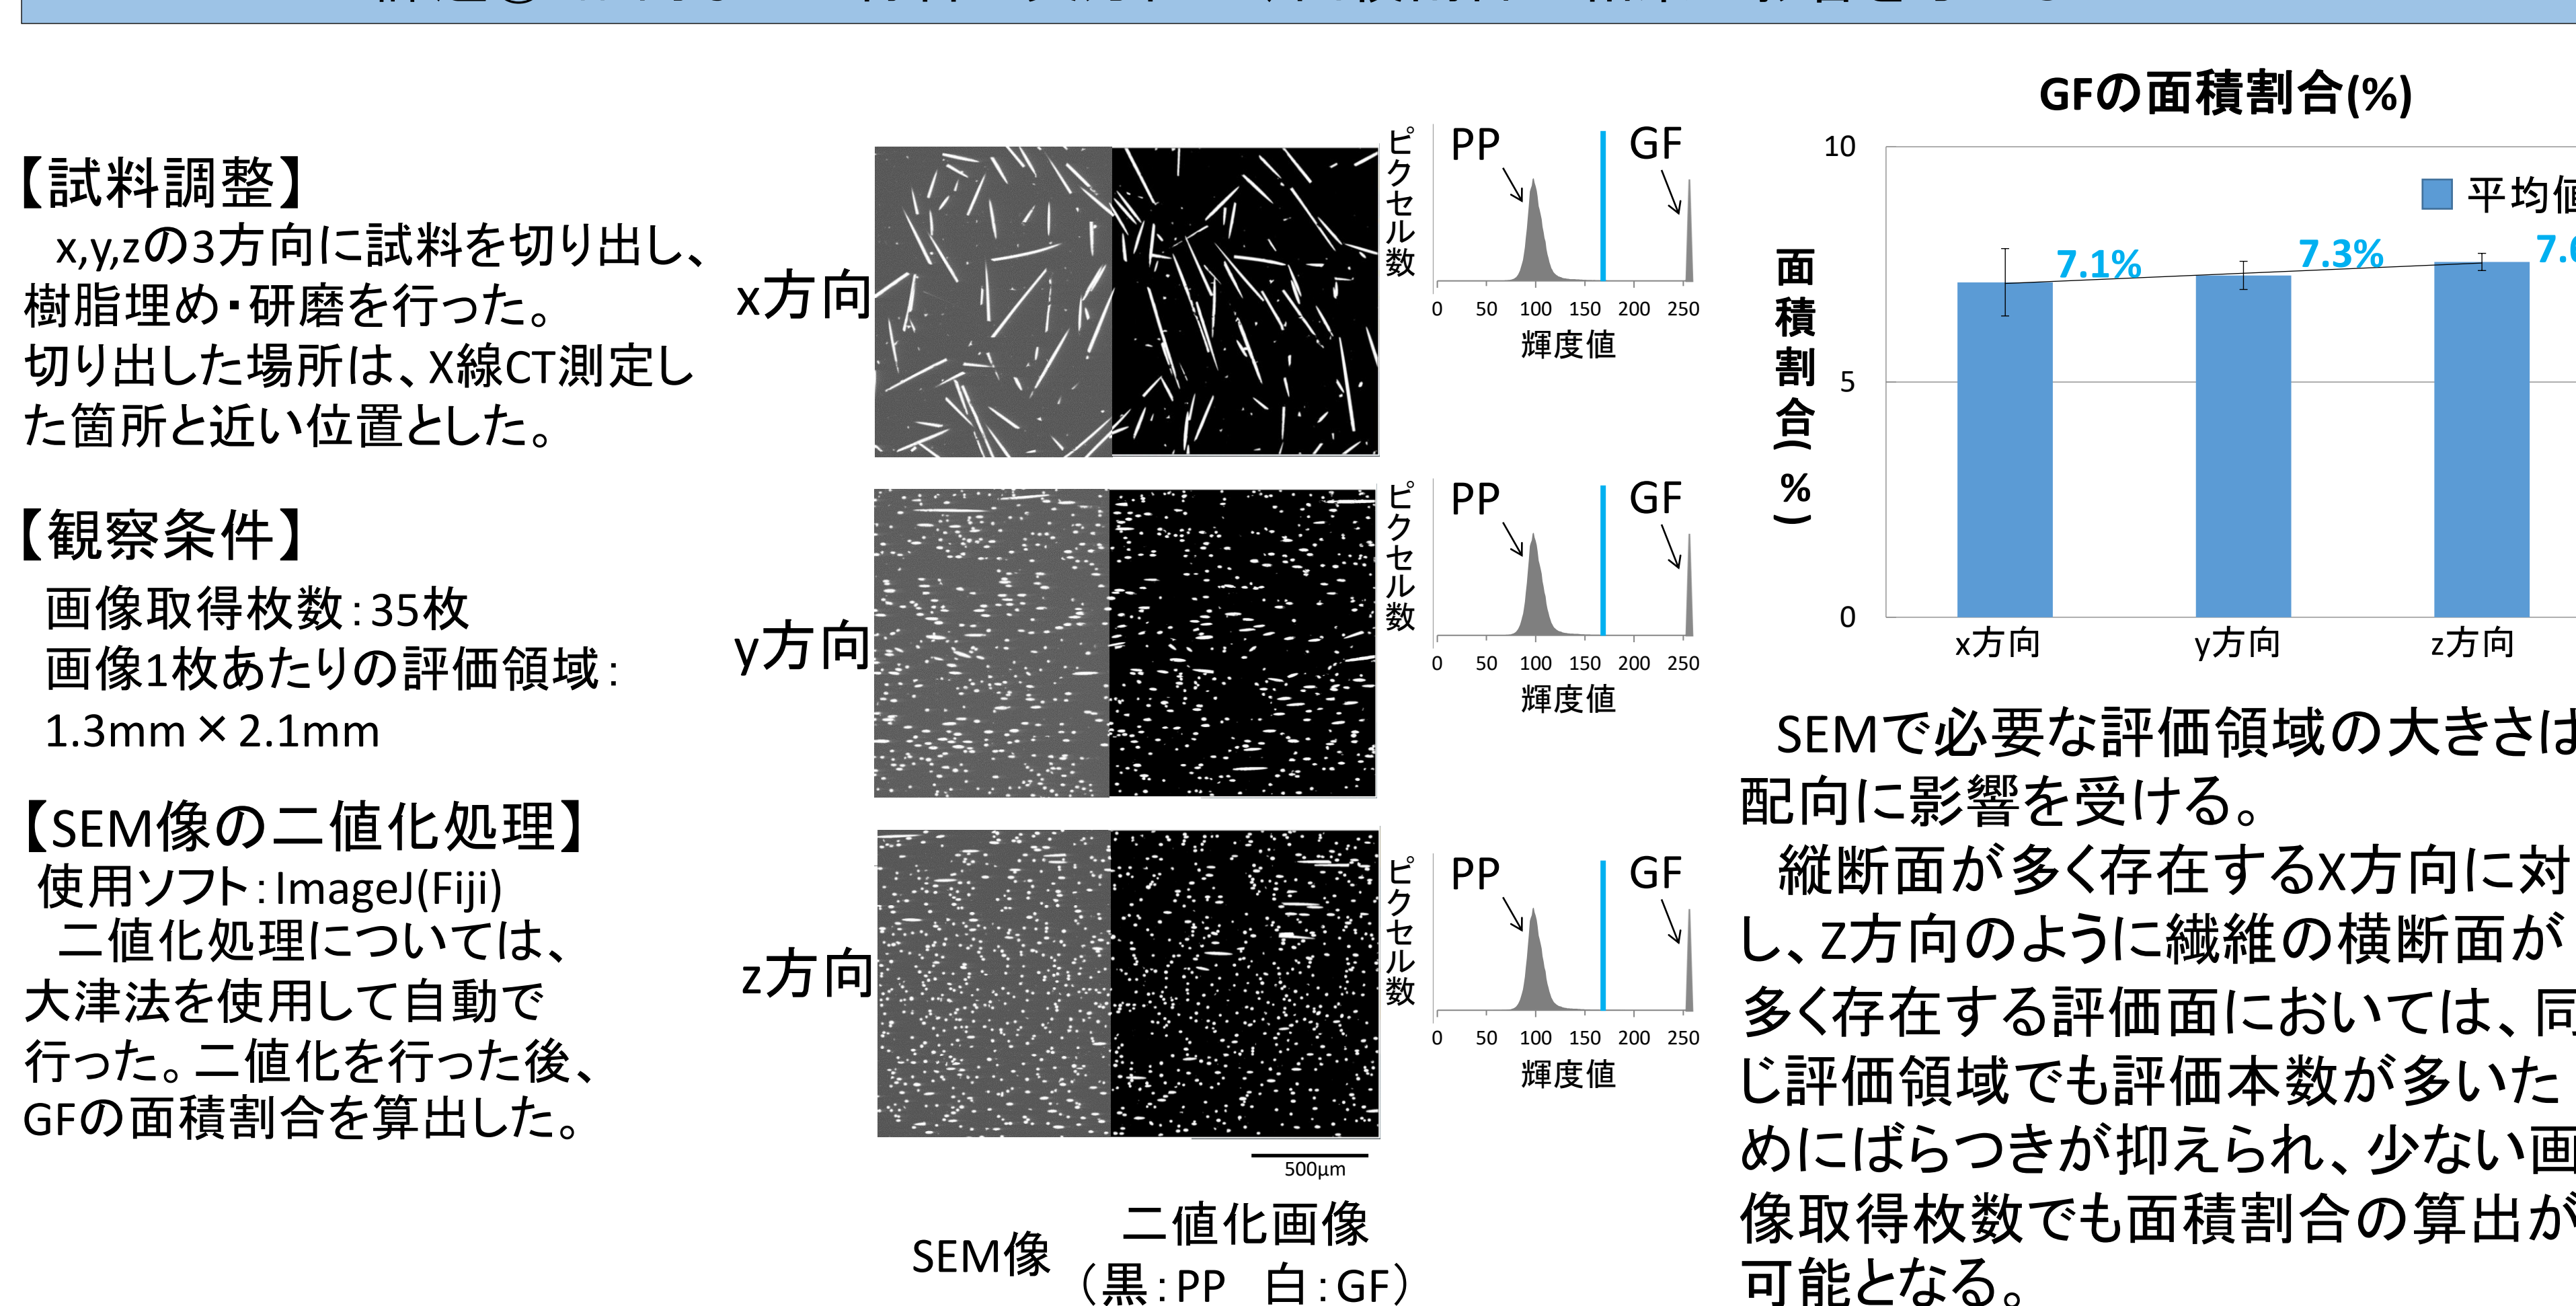 【試料調整】
x,y,zの3方向に試料を切り出し、
樹脂埋め・研磨を行った。
切り出した場所は、X線CT測定し
た箇所と近い位置とした。
【観察条件】
画像取得枚数：35枚
画像1枚あたりの評価領域：
1.3mm×2.1mm
【SEM像の二値化処理】
使用ソフト：ImageJ(Fiji)
二値化処理については、
大津法を使用して自動で
行った。二値化を行った後、
GFの面積割合を算出した。
x方向
ピクセル数
PP
GF
0 50 100 150 200 250
輝度値
y方向
ピクセル数
PP
GF
0 50 100 150 200 250
輝度値
z方向
ピクセル数
PP
GF
0 50 100 150 200 250
輝度値
500μm
SEM像
二値化画像
（黒：PP　白：GF）
GFの面積割合(%)
面積割合(%)
10
5
0
平均値
7.1%
7.3%
x方向
y方向
z方向
SEMで必要な評価領域の大きさは
配向に影響を受ける。
縦断面が多く存在するX方向に対
し、Z方向のように繊維の横断面が
多く存在する評価面においては、同
じ評価領域でも評価本数が多いた
めにばらつきが抑えられ、少ない画
像取得枚数でも面積割合の算出が
可能となる。